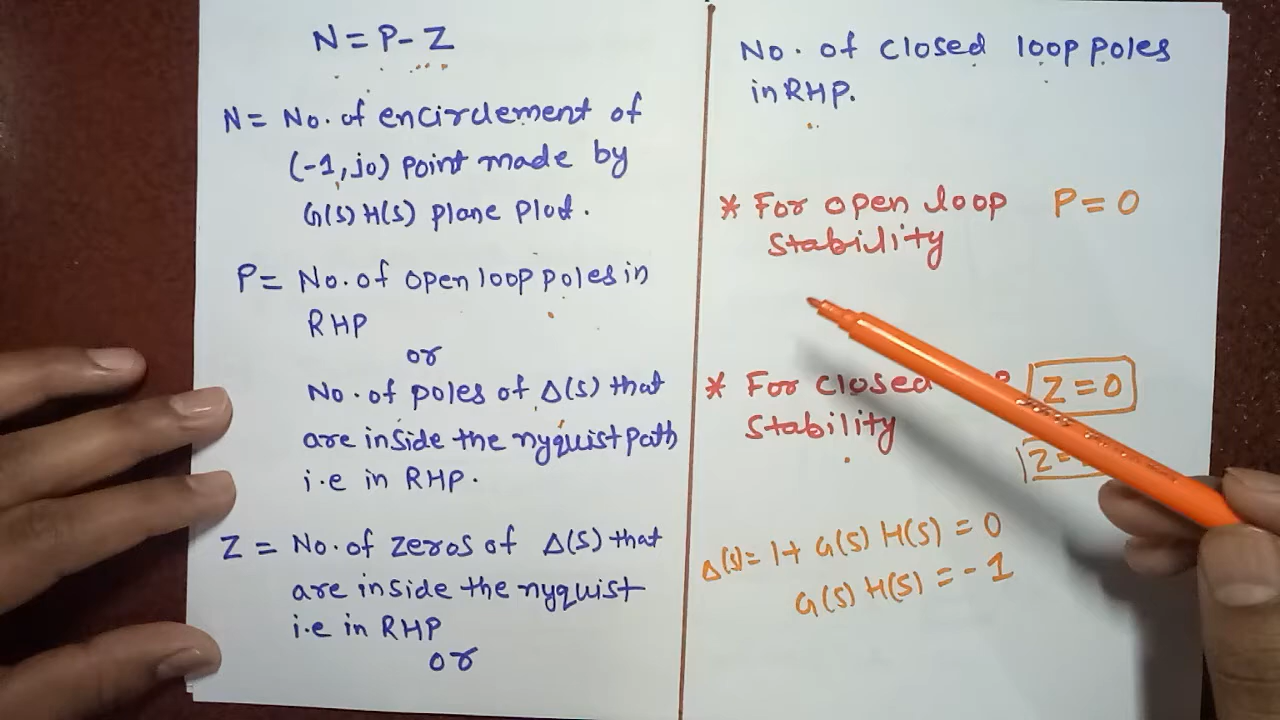 N = P - Z
N = No. of encirclement of
(-1, j0) point made by
G(s) H(s) plane plot.
P = No. of open loop poles in
RHP
or
No. of poles of Δ(s) that
are inside the nyquist path
i.e in RHP.
Z = No. of zeros of Δ(s) that
are inside the nyquist
i.e in RHP
or
No. of closed loop poles
in RHP.
* For open loop P = 0
stability
* For closed Z = 0
stability
Z =
Δ(s) = 1 + G(s) H(s) = 0
G(s) H(s) = -1